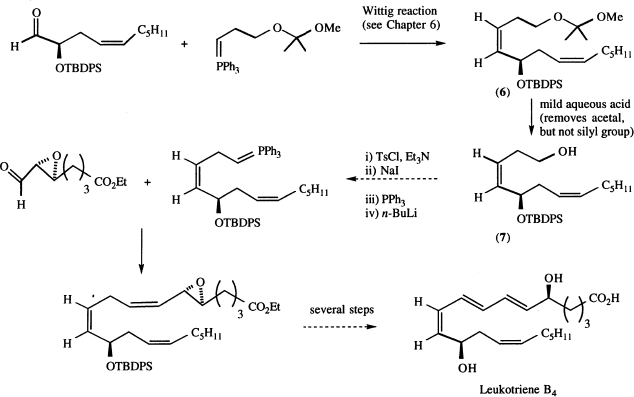 O
H
C₅H₁₁
OTBDPS
+
O
OMe
PPh₃
Wittig reaction
(see Chapter 6)
H
H
O
OMe
C₅H₁₁
OTBDPS
(6)
mild aqueous acid
(removes acetal,
but not silyl group)
O
H
O
( )₃
CO₂Et
+
H
H
PPh₃
C₅H₁₁
OTBDPS
i) TsCl, Et₃N
ii) NaI
iii) PPh₃
iv) n-BuLi
H
H
OH
C₅H₁₁
OTBDPS
(7)
H
H
O
( )₃
CO₂Et
C₅H₁₁
OTBDPS
several steps
H
H
OH
( )₃
CO₂H
C₅H₁₁
OH
Leukotriene B₄